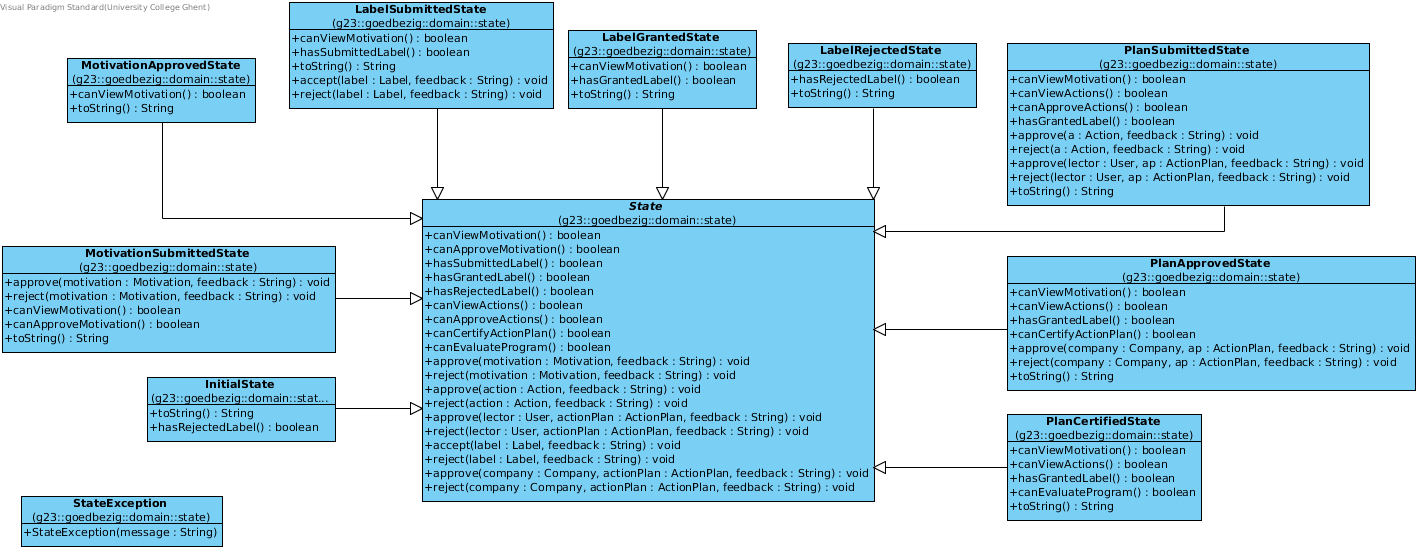 Visual Paradigm Standard(University College Ghent)
LabelSubmittedState
(g23::goedbezig::domain::state)
+canViewMotivation() : boolean
+hasSubmittedLabel() : boolean
+toString() : String
+accept(label : Label, feedback : String) : void
+reject(label : Label, feedback : String) : void
LabelGrantedState
(g23::goedbezig::domain::state)
+canViewMotivation() : boolean
+hasGrantedLabel() : boolean
+toString() : String
LabelRejectedState
(g23::goedbezig::domain::state)
+hasRejectedLabel() : boolean
+toString() : String
PlanSubmittedState
(g23::goedbezig::domain::state)
+canViewMotivation() : boolean
+canViewActions() : boolean
+canApproveActions() : boolean
+hasGrantedLabel() : boolean
+approve(a : Action, feedback : String) : void
+reject(a : Action, feedback : String) : void
+approve(lector : User, ap : ActionPlan, feedback : String) : void
+reject(lector : User, ap : ActionPlan, feedback : String) : void
+toString() : String
MotivationApprovedState
(g23::goedbezig::domain::state)
+canViewMotivation() : boolean
+toString() : String
State
(g23::goedbezig::domain::state)
+canViewMotivation() : boolean
+canApproveMotivation() : boolean
+hasSubmittedLabel() : boolean
+hasGrantedLabel() : boolean
+hasRejectedLabel() : boolean
+canViewActions() : boolean
+canApproveActions() : boolean
+canCertifyActionPlan() : boolean
+canEvaluateProgram() : boolean
+approve(motivation : Motivation, feedback : String) : void
+reject(motivation : Motivation, feedback : String) : void
+approve(action : Action, feedback : String) : void
+reject(action : Action, feedback : String) : void
+approve(lector : User, actionPlan : ActionPlan, feedback : String) : void
+reject(lector : User, actionPlan : ActionPlan, feedback : String) : void
+accept(label : Label, feedback : String) : void
+reject(label : Label, feedback : String) : void
+approve(company : Company, actionPlan : ActionPlan, feedback : String) : void
+reject(company : Company, actionPlan : ActionPlan, feedback : String) : void
MotivationSubmittedState
(g23::goedbezig::domain::state)
+approve(motivation : Motivation, feedback : String) : void
+reject(motivation : Motivation, feedback : String) : void
+canViewMotivation() : boolean
+canApproveMotivation() : boolean
+toString() : String
PlanApprovedState
(g23::goedbezig::domain::state)
+canViewMotivation() : boolean
+canViewActions() : boolean
+hasGrantedLabel() : boolean
+canCertifyActionPlan() : boolean
+approve(company : Company, ap : ActionPlan, feedback : String) : void
+reject(company : Company, ap : ActionPlan, feedback : String) : void
+toString() : String
InitialState
(g23::goedbezig::domain::stat...
+toString() : String
+hasRejectedLabel() : boolean
PlanCertifiedState
(g23::goedbezig::domain::state)
+canViewMotivation() : boolean
+canViewActions() : boolean
+hasGrantedLabel() : boolean
+canEvaluateProgram() : boolean
+toString() : String
StateException
(g23::goedbezig::domain::state)
+StateException(message : String)